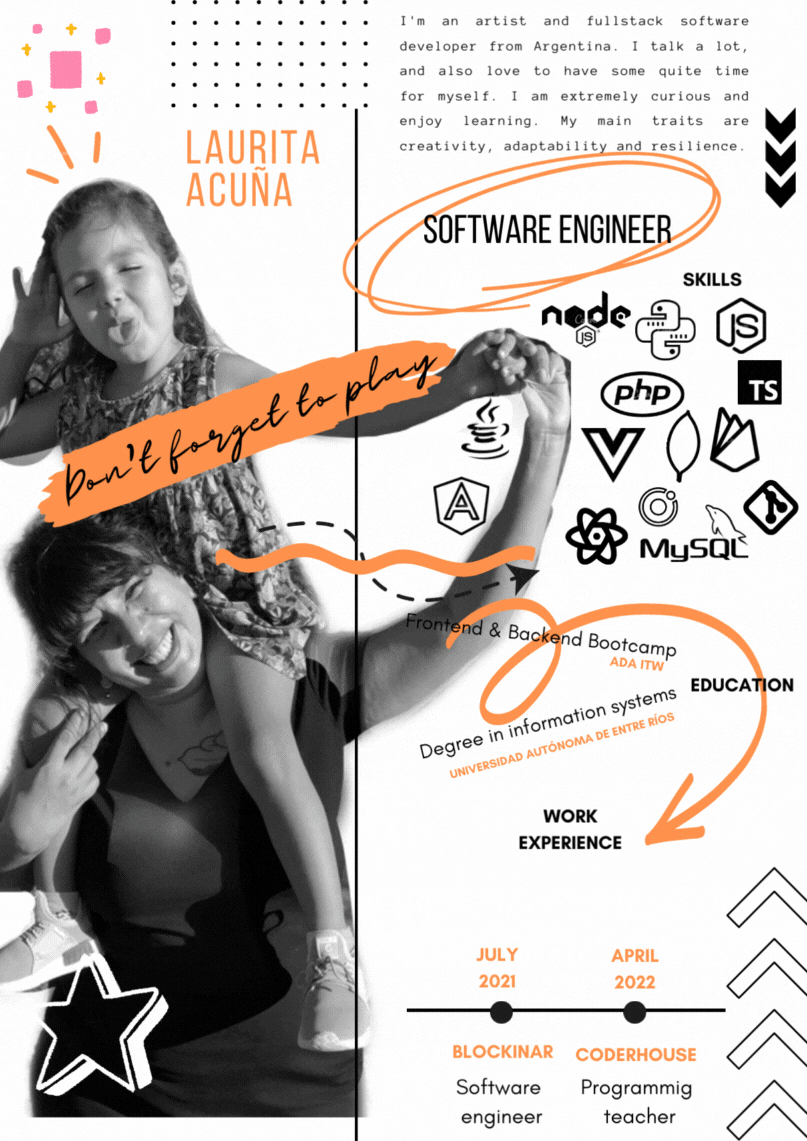 I'm an artist and fullstack software
developer from Argentina. I talk a lot,
and also love to have some quite time
for myself. I am extremely curious and
enjoy learning. My main traits are
creativity, adaptability and resilience.
LAURITA
ACUÑA
SOFTWARE ENGINEER
SKILLS
node
JS
JS
php
TS
Don't forget to play
A
MySQL
Frontend & Backend Bootcamp
ADA ITW
EDUCATION
Degree in information systems
UNIVERSIDAD AUTÓNOMA DE ENTRE RÍOS
WORK
EXPERIENCE
JULY
2021
APRIL
2022
BLOCKINAR
Software
engineer
CODERHOUSE
Programmig
teacher